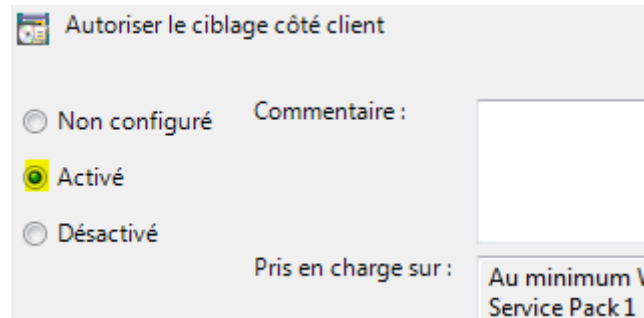 Autoriser le ciblage côté client
Non configuré
Commentaire :
Activé
Désactivé
Pris en charge sur :
Au minimum
Service Pack 1